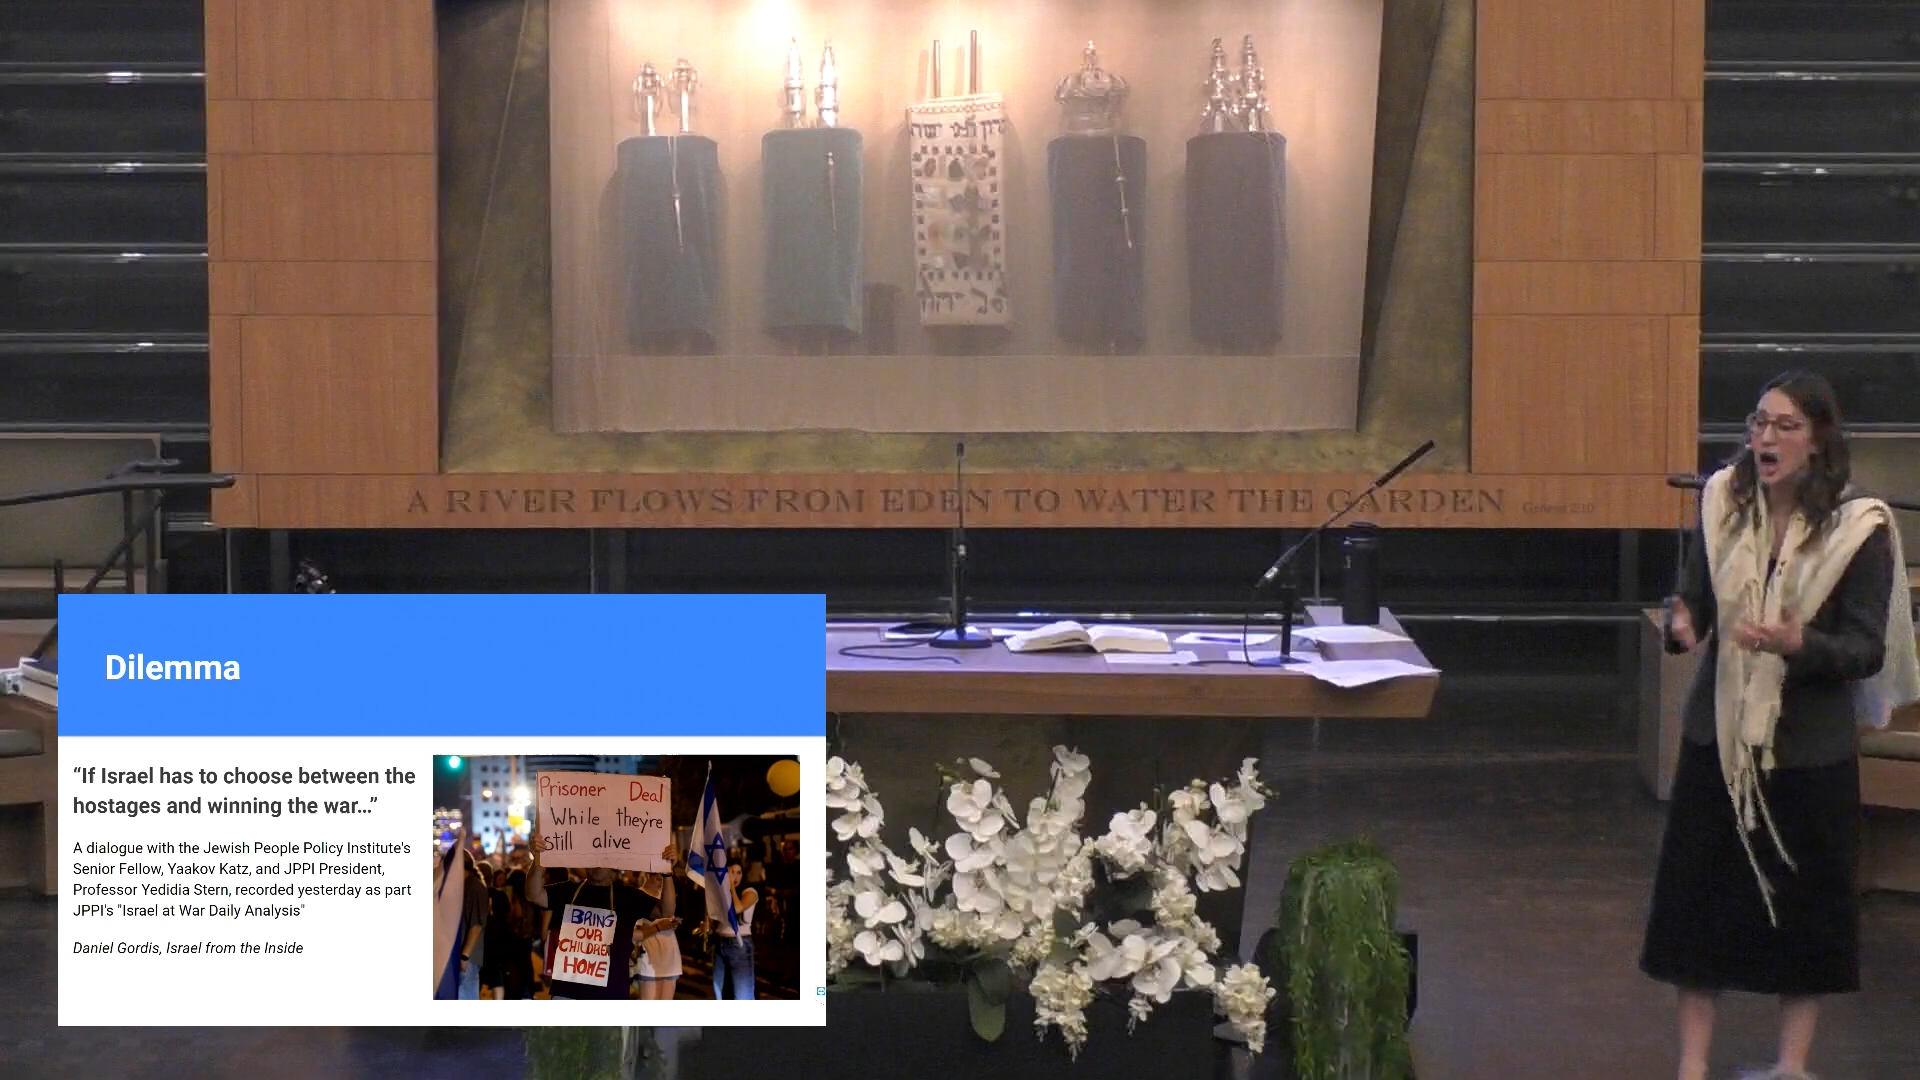 A RIVER FLOWS FROM EDEN TO WATER THE GARDEN
Genesis 2:10
Dilemma
“If Israel has to choose between the
hostages and winning the war...”
A dialogue with the Jewish People Policy Institute's
Senior Fellow, Yaakov Katz, and JPPI President,
Professor Yedidia Stern, recorded yesterday as part
JPPI's "Israel at War Daily Analysis"
Daniel Gordis, Israel from the Inside
Prisoner Deal
While they're
still alive
BRING
OUR
CHILDREN
HOME